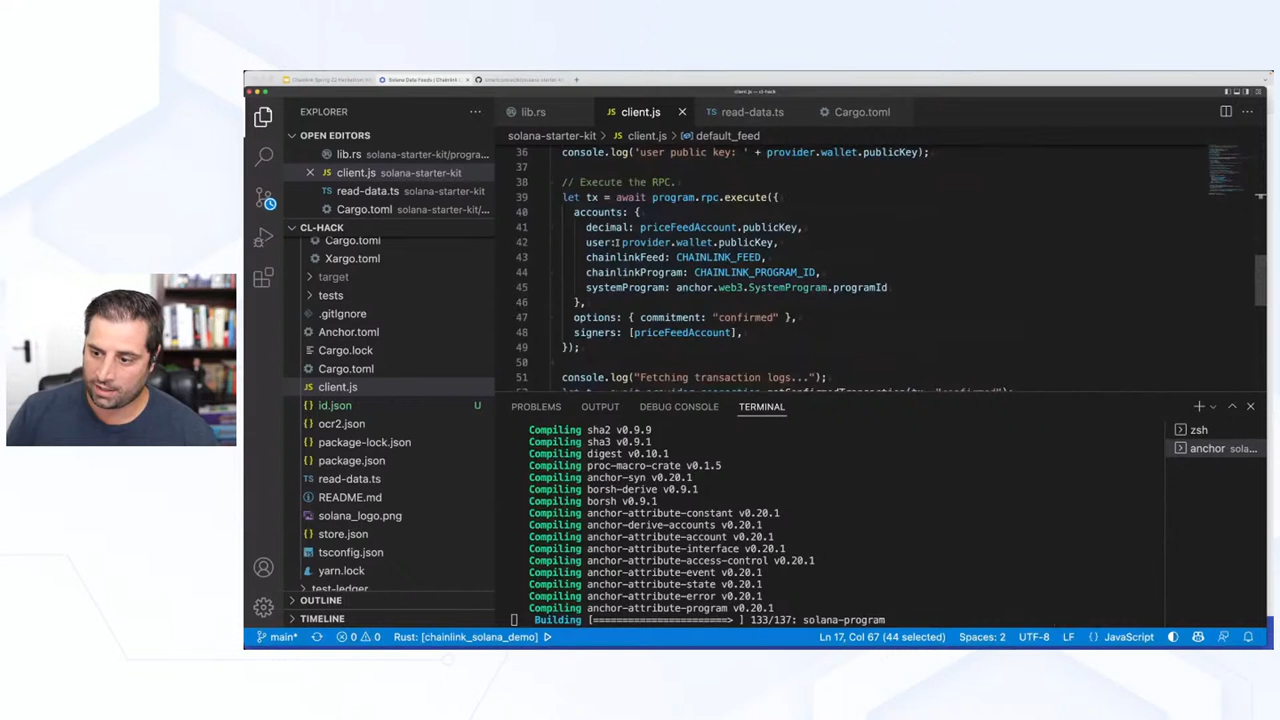 Solana Data Feeds | Chainlink
client.js — cl-hack
EXPLORER
OPEN EDITORS
lib.rs solana-starter-kit/progra...
client.js solana-starter-kit
read-data.ts solana-starter-kit
Cargo.toml solana-starter-kit/...
CL-HACK
Cargo.toml
Xargo.toml
target
tests
.gitIgnore
Anchor.toml
Cargo.lock
Cargo.toml
client.js
id.json U
ocr2.json
package-lock.json
package.json
read-data.ts
README.md
solana_logo.png
store.json
tsconfig.json
yarn.lock
test-ledger
OUTLINE
TIMELINE
lib.rs client.js read-data.ts Cargo.toml
solana-starter-kit > client.js > default_feed
36 console.log('user public key: ' + provider.wallet.publicKey);
37
38 // Execute the RPC.
39 let tx = await program.rpc.execute({
40 accounts: {
41 decimal: priceFeedAccount.publicKey,
42 user: provider.wallet.publicKey,
43 chainlinkFeed: CHAINLINK_FEED,
44 chainlinkProgram: CHAINLINK_PROGRAM_ID,
45 systemProgram: anchor.web3.SystemProgram.programId
46 },
47 options: { commitment: "confirmed" },
48 signers: [priceFeedAccount],
49 });
50
51 console.log("Fetching transaction logs...");
PROBLEMS OUTPUT DEBUG CONSOLE TERMINAL
Compiling sha2 v0.9.9
Compiling sha3 v0.9.1
Compiling digest v0.10.1
Compiling proc-macro-crate v0.1.5
Compiling anchor-syn v0.20.1
Compiling borsh-derive v0.9.1
Compiling borsh v0.9.1
Compiling anchor-attribute-constant v0.20.1
Compiling anchor-derive-accounts v0.20.1
Compiling anchor-attribute-account v0.20.1
Compiling anchor-attribute-interface v0.20.1
Compiling anchor-attribute-access-control v0.20.1
Compiling anchor-attribute-event v0.20.1
Compiling anchor-attribute-state v0.20.1
Compiling anchor-attribute-error v0.20.1
Compiling anchor-attribute-program v0.20.1
Building [=======================> ] 133/137: solana-program
zsh
anchor sola...
main* 0 0 Rust: [chainlink_solana_demo] Ln 17, Col 67 (44 selected) Spaces: 2 UTF-8 LF {} JavaScript